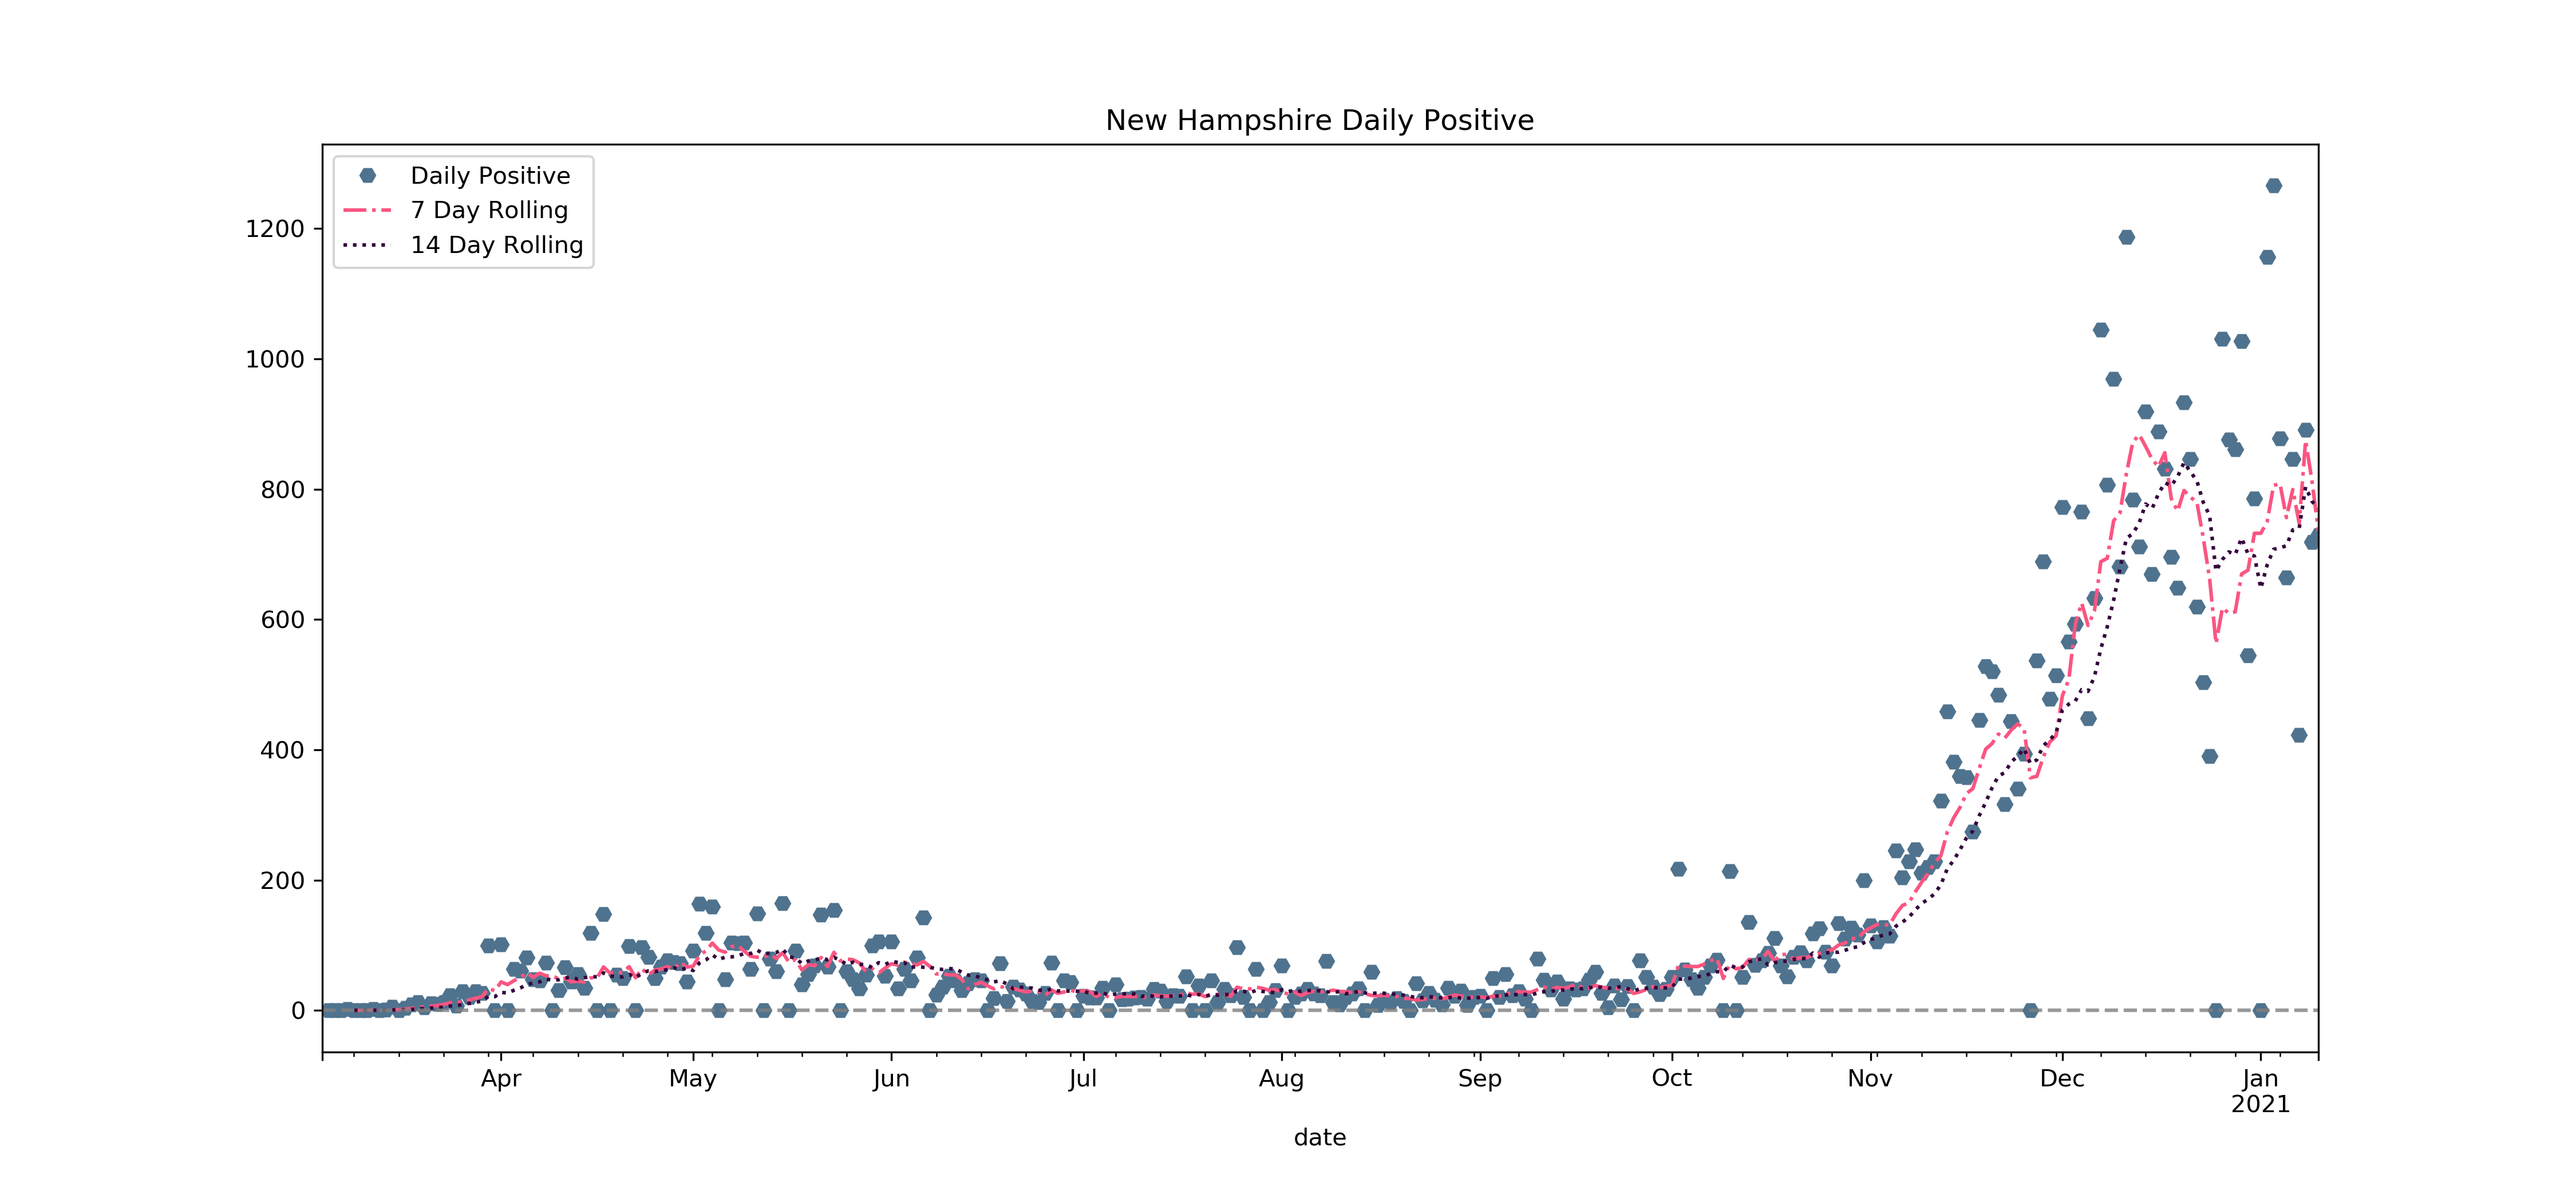 New Hampshire Daily Positive
Daily Positive
7 Day Rolling
14 Day Rolling
1200
1000
800
600
400
200
0
Apr May Jun Jul Aug Sep Oct Nov Dec Jan
2021
date